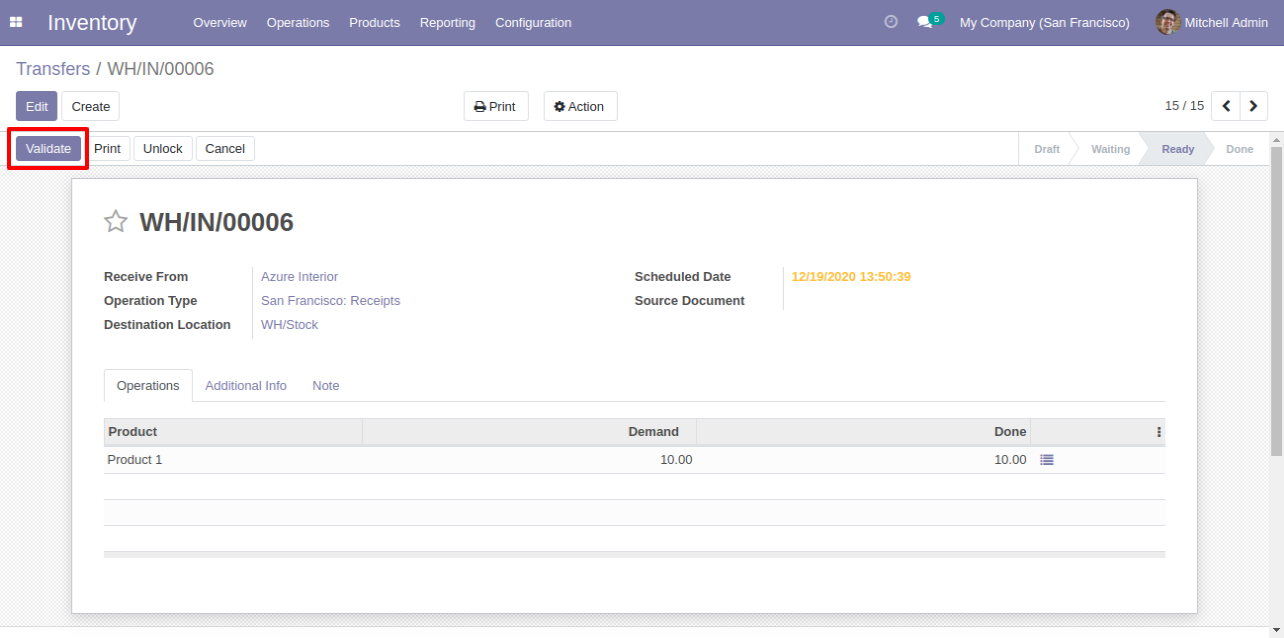 Inventory Overview Operations Products Reporting Configuration 5 My Company (San Francisco) Mitchell Admin
Transfers / WH/IN/00006
Edit Create Print Action 15 / 15
Validate Print Unlock Cancel Draft Waiting Ready Done
WH/IN/00006
Receive From Azure Interior Scheduled Date 12/19/2020 13:50:39
Operation Type San Francisco: Receipts Source Document
Destination Location WH/Stock
Operations Additional Info Note
Product Demand Done
Product 1 10.00 10.00